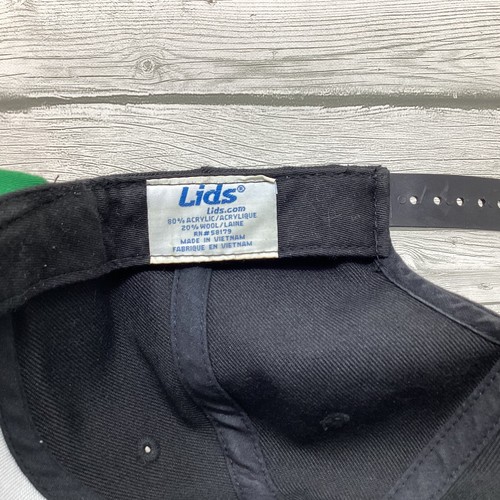 Lids®
Lids.com
80% ACRYLIC/ACRYLIQUE
20% WOOL/LAINE
RN#59179
MADE IN VIETNAM
FABRIQUE EN VIETNAM